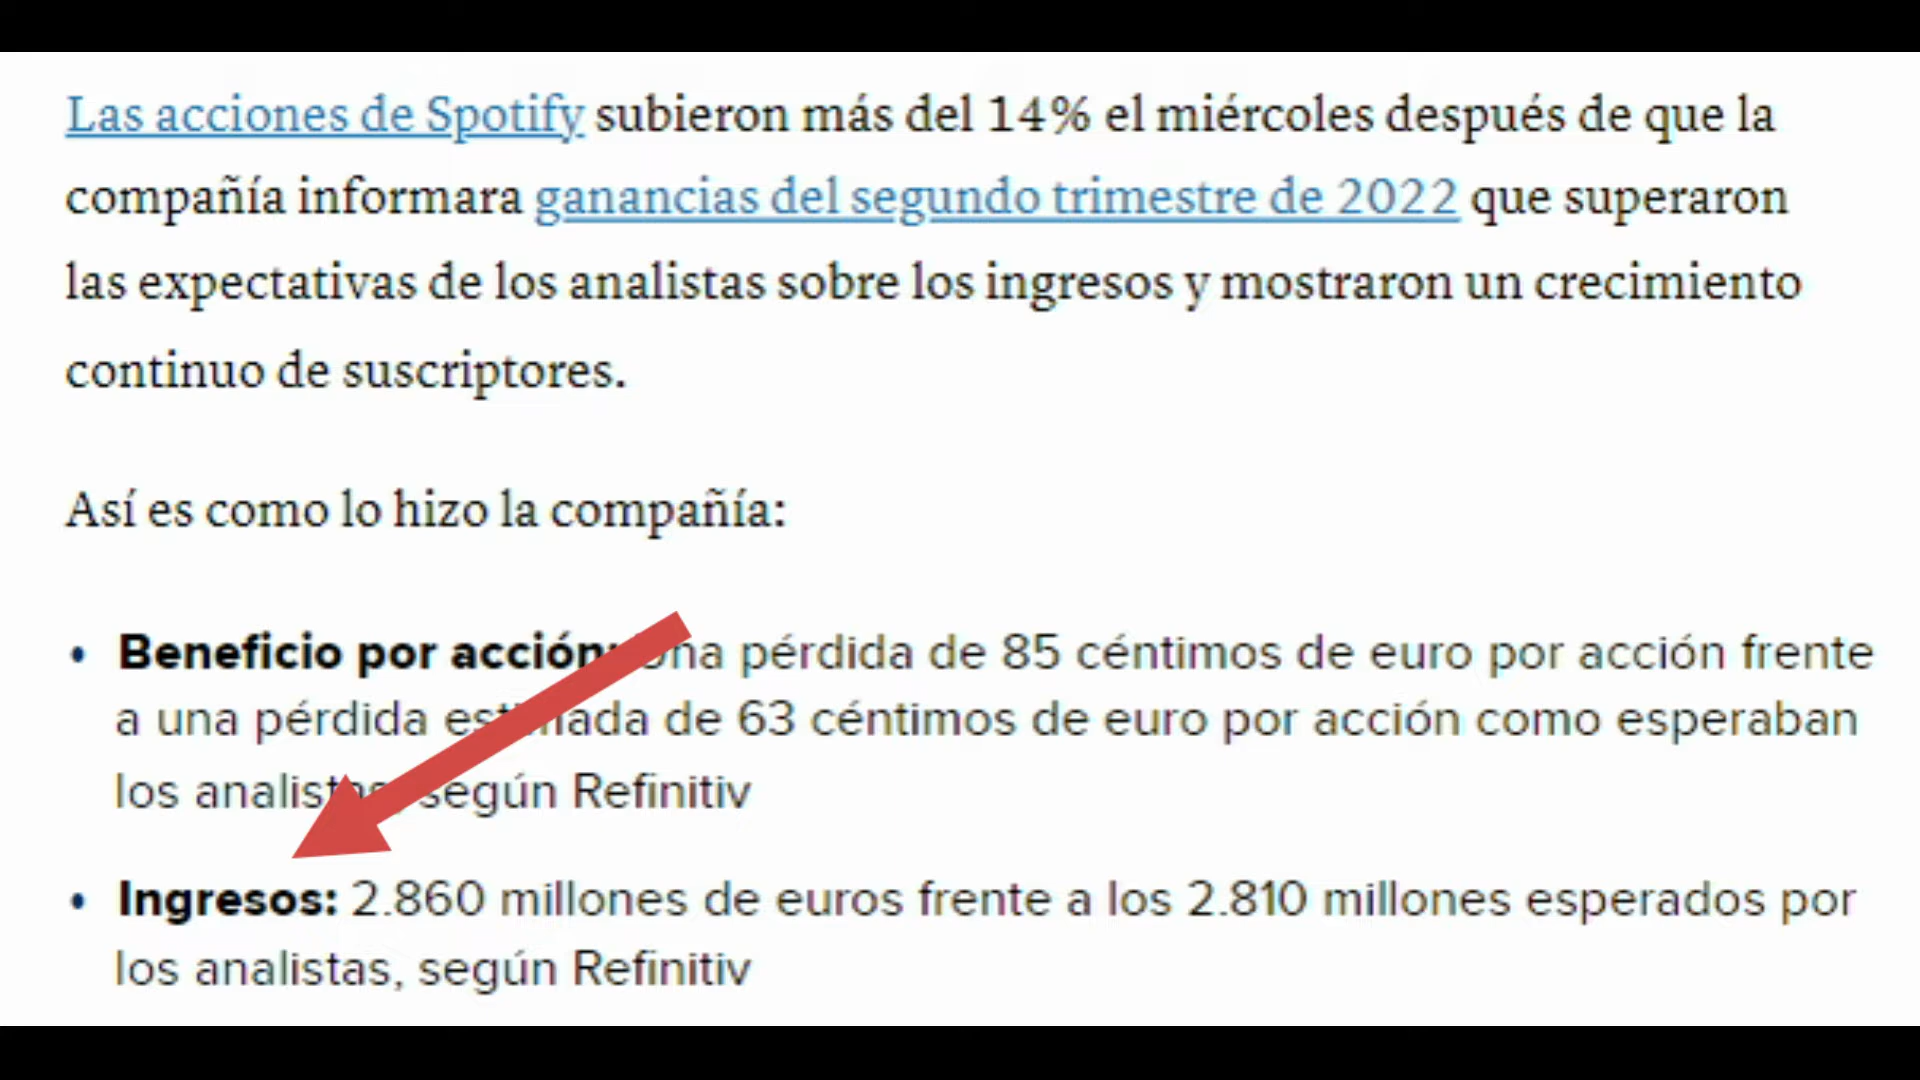 Las acciones de Spotify subieron más del 14% el miércoles después de que la
compañía informara ganancias del segundo trimestre de 2022 que superaron
las expectativas de los analistas sobre los ingresos y mostraron un crecimiento
continuo de suscriptores.
Así es como lo hizo la compañía:
• Beneficio por acción: Una pérdida de 85 céntimos de euro por acción frente
a una pérdida estimada de 63 céntimos de euro por acción como esperaban
los analistas, según Refinitiv
• Ingresos: 2.860 millones de euros frente a los 2.810 millones esperados por
los analistas, según Refinitiv